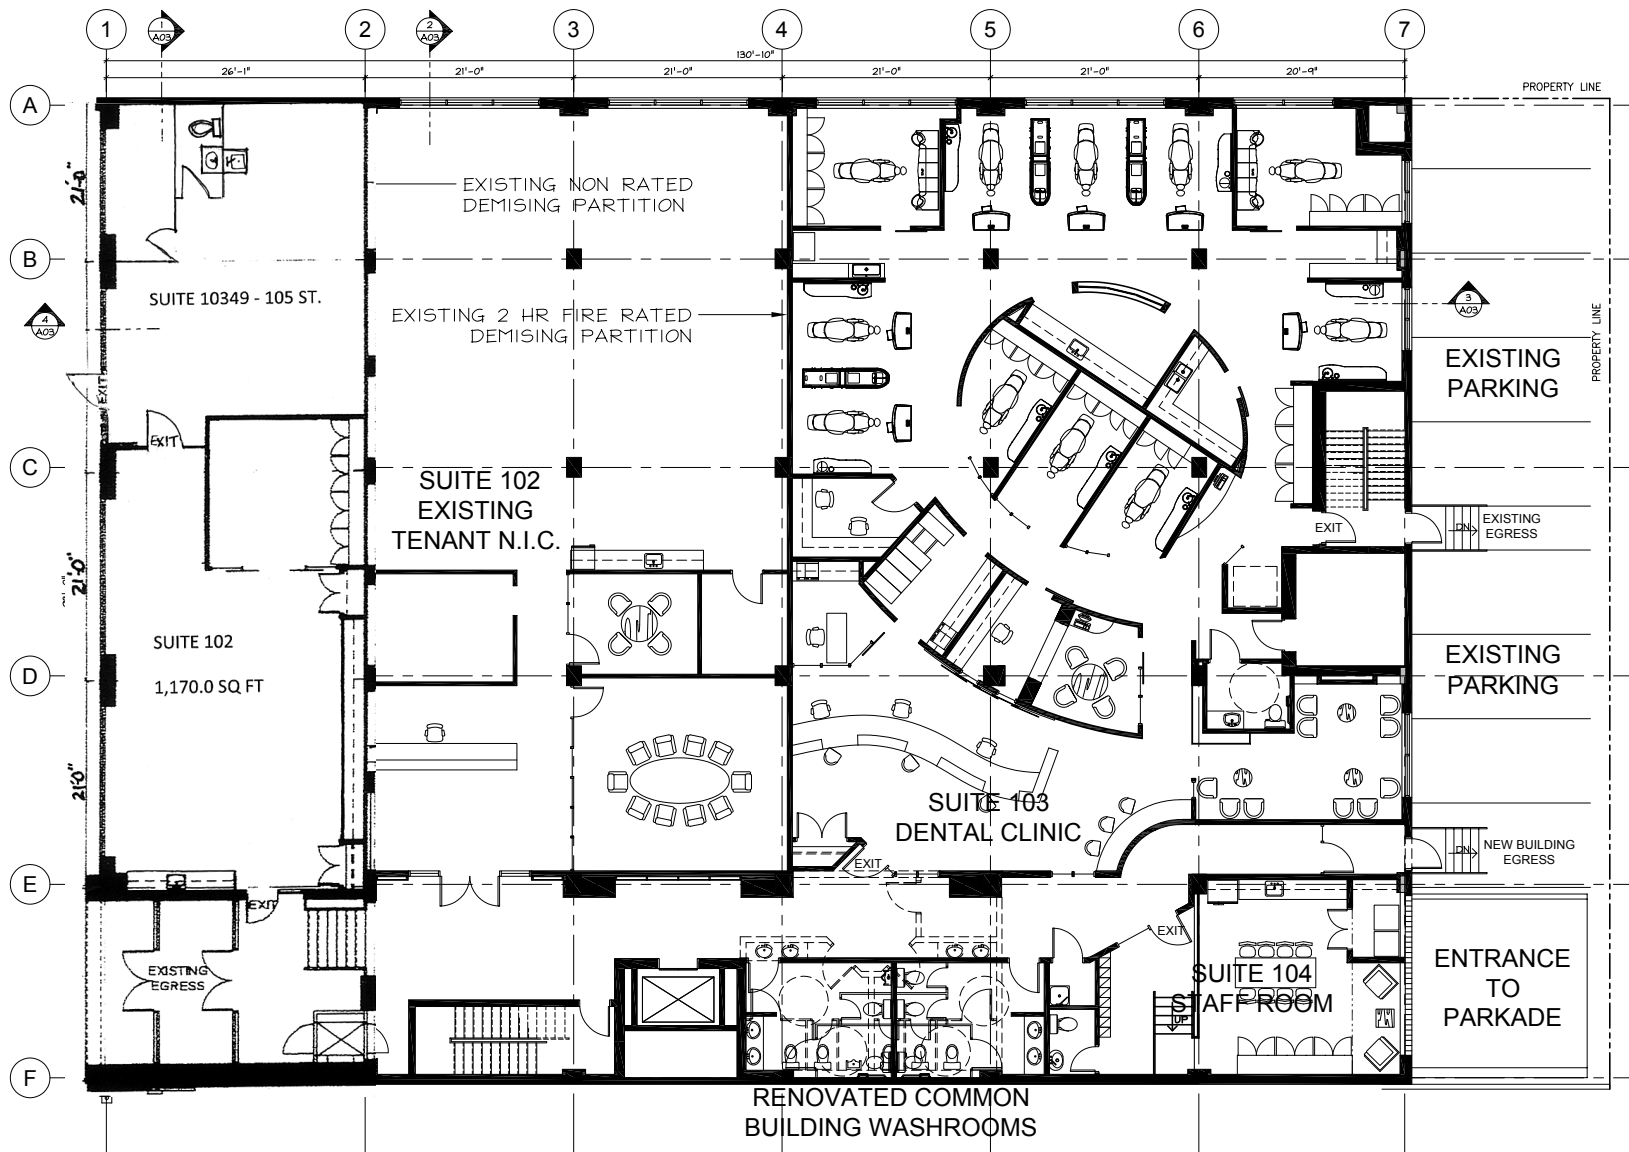 1
2
3
4
5
6
7
1
A03
2
A03
130'-10"
26'-1"
21'-0"
21'-0"
21'-0"
21'-0"
20'-9"
PROPERTY LINE
A
B
C
D
E
F
21'-0"
21'-0"
21'-0"
EXISTING NON RATED
DEMISING PARTITION
SUITE 10349 - 105 ST.
EXISTING 2 HR FIRE RATED
DEMISING PARTITION
4
A03
3
A03
PROPERTY LINE
EXISTING
PARKING
EXIT
EXIT
SUITE 102
EXISTING
TENANT N.I.C.
EXIT
DN
EXISTING
EGRESS
SUITE 102
1,170.0 SQ FT
EXISTING
PARKING
SUITE 103
DENTAL CLINIC
EXIT
DN
NEW BUILDING
EGRESS
EXIT
EXIT
EXISTING
EGRESS
SUITE 104
STAFF ROOM
UP
ENTRANCE
TO
PARKADE
RENOVATED COMMON
BUILDING WASHROOMS